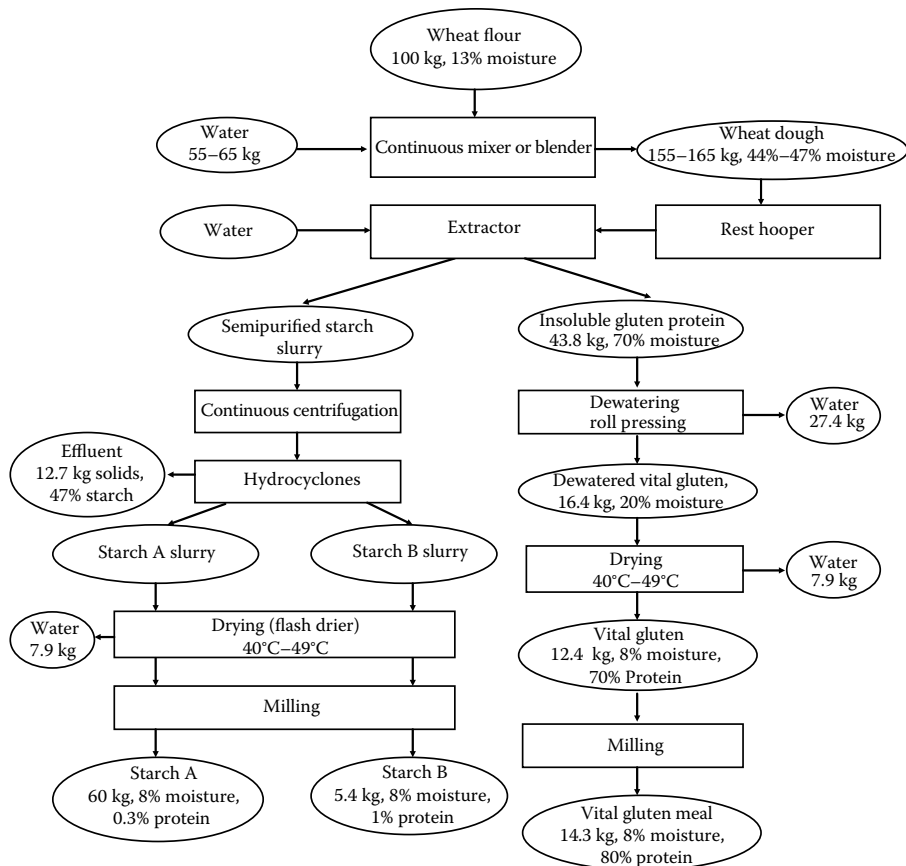 Wheat flour
100 kg, 13% moisture
Water
55–65 kg
Continuous mixer or blender
Wheat dough
155–165 kg, 44%–47% moisture
Water
Extractor
Rest hooper
Semipurified starch
slurry
Insoluble gluten protein
43.8 kg, 70% moisture
Continuous centrifugation
Dewatering
roll pressing
Water
27.4 kg
Effluent
12.7 kg solids,
47% starch
Hydrocyclones
Dewatered vital gluten,
16.4 kg, 20% moisture
Starch A slurry
Starch B slurry
Drying
40°C–49°C
Water
7.9 kg
Water
7.9 kg
Drying (flash drier)
40°C–49°C
Vital gluten
12.4 kg, 8% moisture,
70% Protein
Milling
Milling
Starch A
60 kg, 8% moisture,
0.3% protein
Starch B
5.4 kg, 8% moisture,
1% protein
Vital gluten meal
14.3 kg, 8% moisture,
80% protein